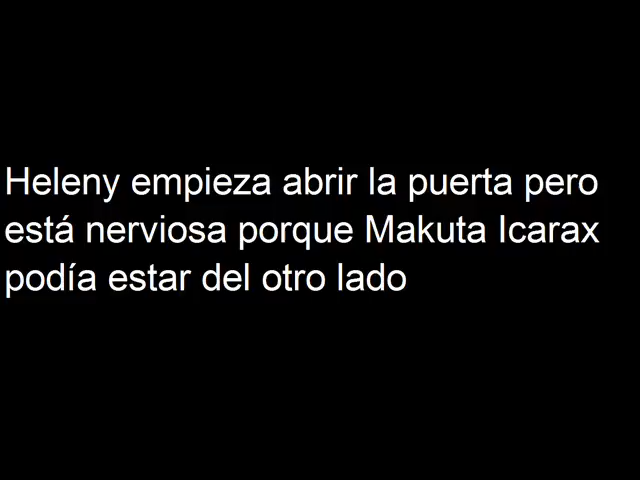 Heleny empieza abrir la puerta pero
está nerviosa porque Makuta Icarax
podía estar del otro lado